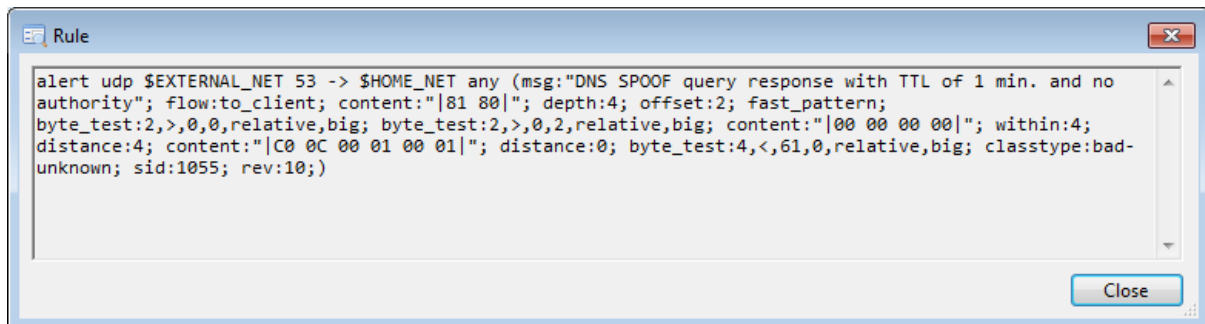 Rule
alert udp $EXTERNAL_NET 53 -> $HOME_NET any (msg:"DNS SPOOF query response with TTL of 1 min. and no
authority"; flow:to_client; content:"|81 80|"; depth:4; offset:2; fast_pattern;
byte_test:2,>,0,0,relative,big; byte_test:2,>,0,2,relative,big; content:"|00 00 00 00|"; within:4;
distance:4; content:"|C0 0C 00 01 00 01|"; distance:0; byte_test:4,<,61,0,relative,big; classtype:bad-
unknown; sid:1055; rev:10;)
Close